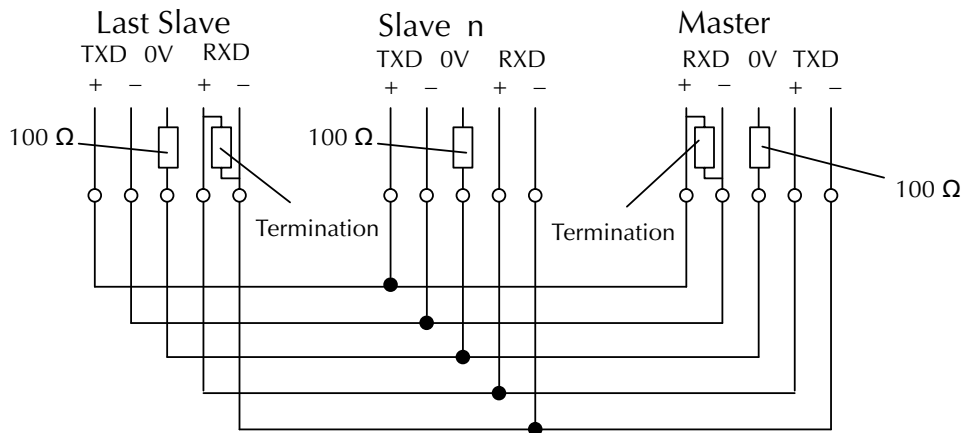 Last Slave
Slave n
Master
TXD 0V RXD
TXD 0V RXD
RXD 0V TXD
+ − + −
+ − + −
+ − + −
100 Ω
100 Ω
100 Ω
Termination
Termination